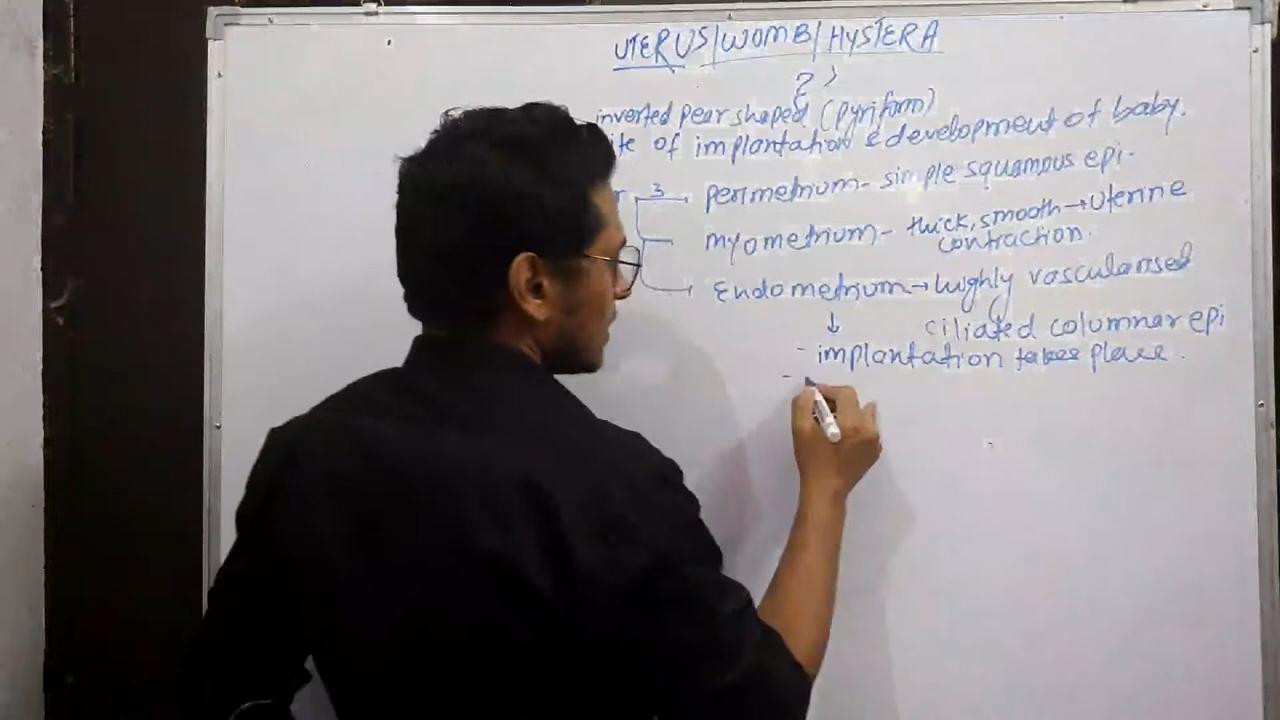 UTERUS/WOMB/HYSTERA
inverted pear shaped (pyriform)
of implantation & development of baby.
3 perimetrium - simple squamous epi.
myometrium - thick, smooth → uterine
contraction.
Endometrium → highly vascularised
↓ ciliated columnar epi
- implantation takes place.
-